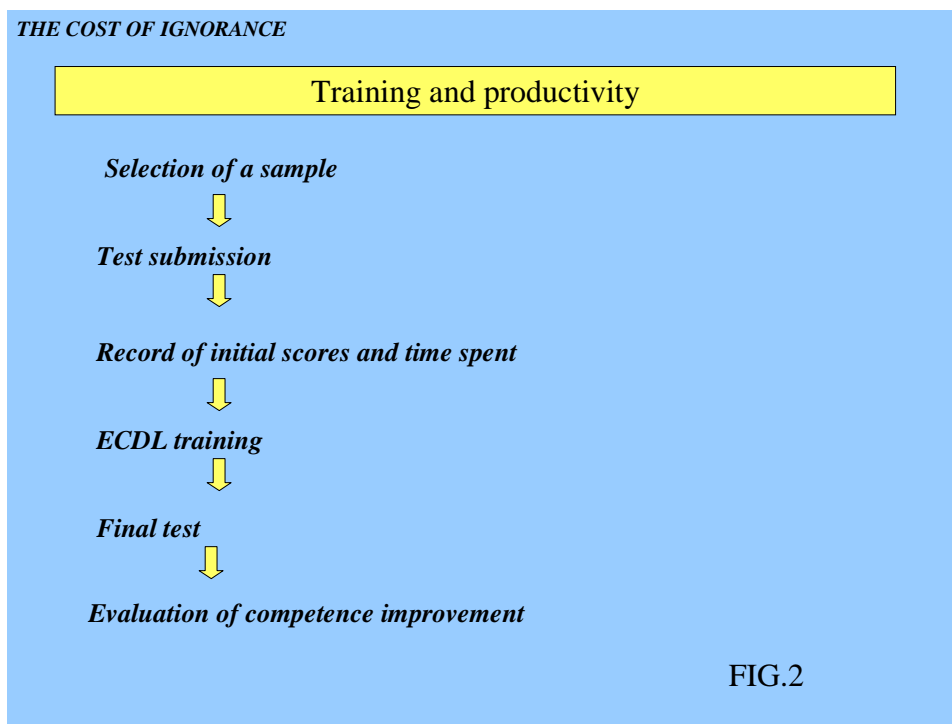 THE COST OF IGNORANCE
Training and productivity
Selection of a sample
Test submission
Record of initial scores and time spent
ECDL training
Final test
Evaluation of competence improvement
FIG.2